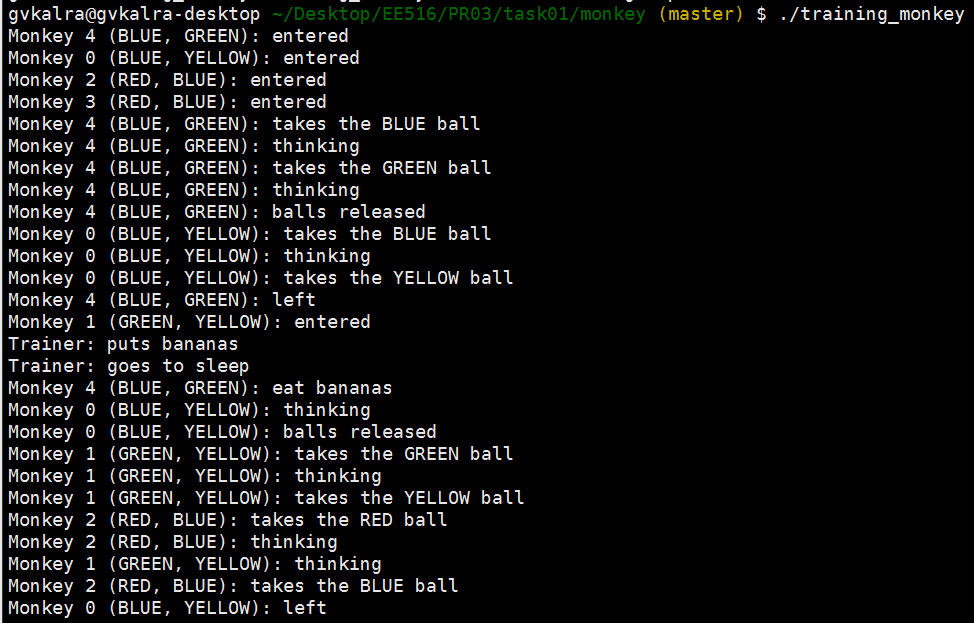 gvkalra@gvkalra-desktop ~/Desktop/EE516/PR03/task01/monkey (master) $ ./training_monkey
Monkey 4 (BLUE, GREEN): entered
Monkey 0 (BLUE, YELLOW): entered
Monkey 2 (RED, BLUE): entered
Monkey 3 (RED, BLUE): entered
Monkey 4 (BLUE, GREEN): takes the BLUE ball
Monkey 4 (BLUE, GREEN): thinking
Monkey 4 (BLUE, GREEN): takes the GREEN ball
Monkey 4 (BLUE, GREEN): thinking
Monkey 4 (BLUE, GREEN): balls released
Monkey 0 (BLUE, YELLOW): takes the BLUE ball
Monkey 0 (BLUE, YELLOW): thinking
Monkey 0 (BLUE, YELLOW): takes the YELLOW ball
Monkey 4 (BLUE, GREEN): left
Monkey 1 (GREEN, YELLOW): entered
Trainer: puts bananas
Trainer: goes to sleep
Monkey 4 (BLUE, GREEN): eat bananas
Monkey 0 (BLUE, YELLOW): thinking
Monkey 0 (BLUE, YELLOW): balls released
Monkey 1 (GREEN, YELLOW): takes the GREEN ball
Monkey 1 (GREEN, YELLOW): thinking
Monkey 1 (GREEN, YELLOW): takes the YELLOW ball
Monkey 2 (RED, BLUE): takes the RED ball
Monkey 2 (RED, BLUE): thinking
Monkey 1 (GREEN, YELLOW): thinking
Monkey 2 (RED, BLUE): takes the BLUE ball
Monkey 0 (BLUE, YELLOW): left